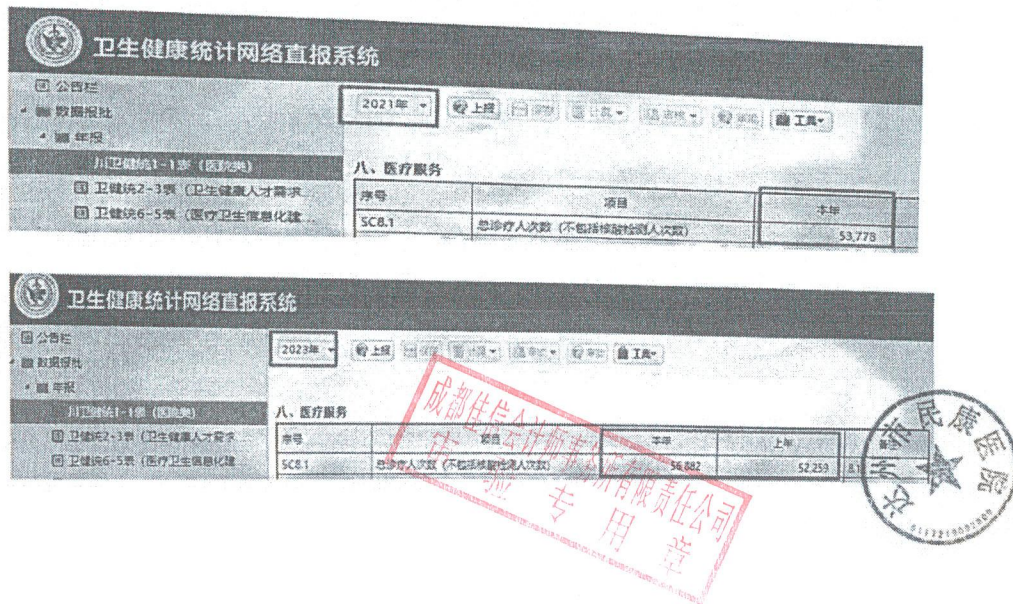 卫生健康统计网络直报系统
公告栏
数据报批
年报
川卫健统1-1表（医院类）
卫健统2-3表（卫生健康人才需求...
卫健统6-5表（医疗卫生信息化建...
2021年 上报 工具
八、医疗服务
序号 项目 本年
SC8.1 总诊疗人次数（不包括核酸检测人次数） 53,778
卫生健康统计网络直报系统
公告栏
数据报批
年报
川卫健统1-1表（医院类）
卫健统2-3表（卫生健康人才需求
卫健统6-5表（医疗卫生信息化建
2023年 上报 工具
八、医疗服务
序号 项目 本年 上年
SC8.1 总诊疗人次数（不包括核酸检测人次数） 56,882 52,259
成都佳信会计师事务所有限责任公司
验专用章
达州市民康医院